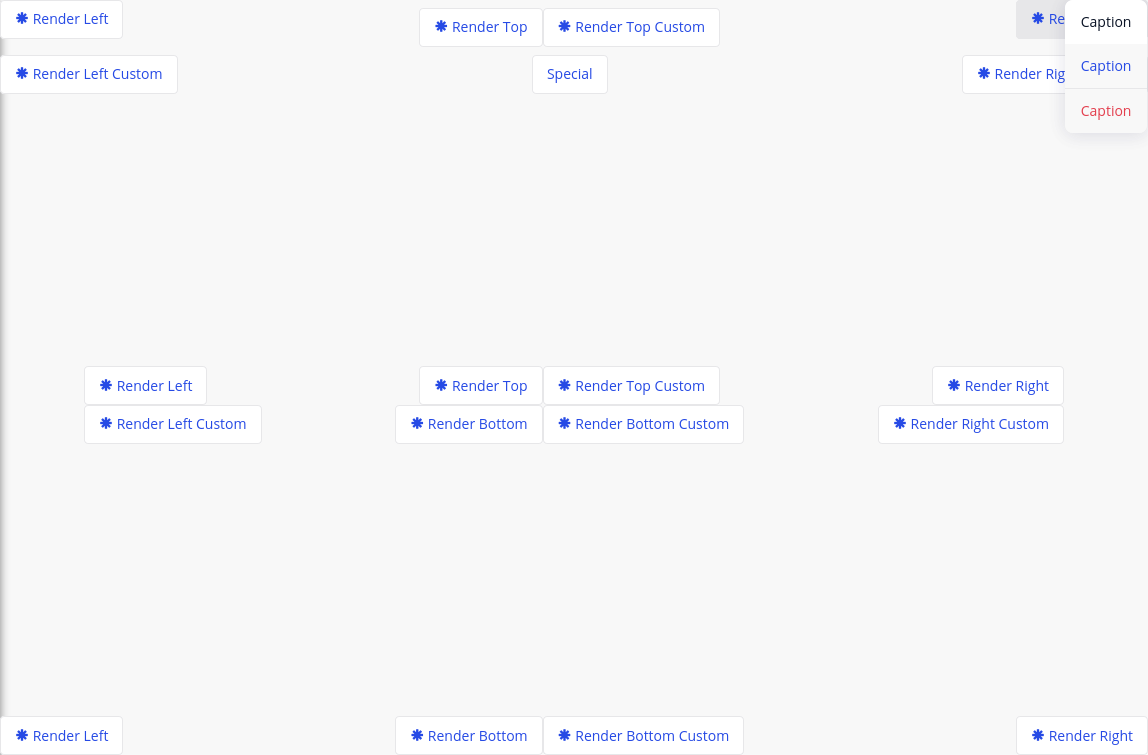 Render Left
Render Top
Render Top Custom
Re
Caption
Render Left Custom
Special
Render Rig
Caption
Caption
Render Left
Render Top
Render Top Custom
Render Right
Render Left Custom
Render Bottom
Render Bottom Custom
Render Right Custom
Render Left
Render Bottom
Render Bottom Custom
Render Right